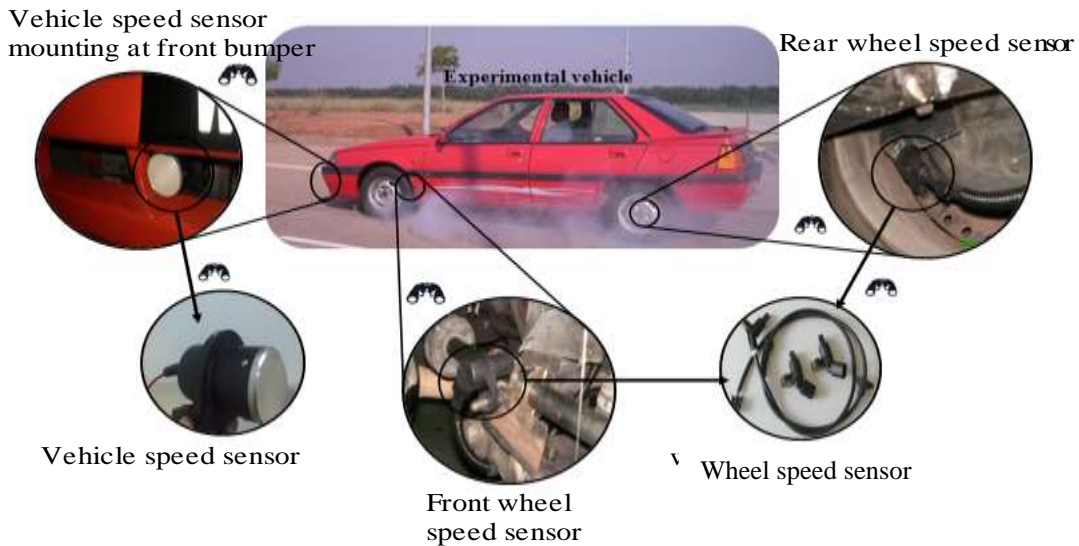 Vehicle speed sensor
mounting at front bumper
Experimental vehicle
Rear wheel speed sensor
Vehicle speed sensor
Front wheel
speed sensor
Wheel speed sensor